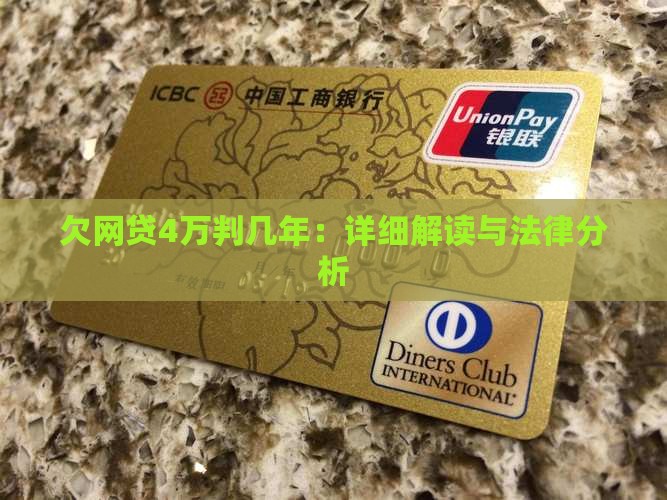 ICBC 中国工商银行
UnionPay
银联
欠网贷4万判几年：详细解读与法律分
析
Diners Club
INTERNATIONAL